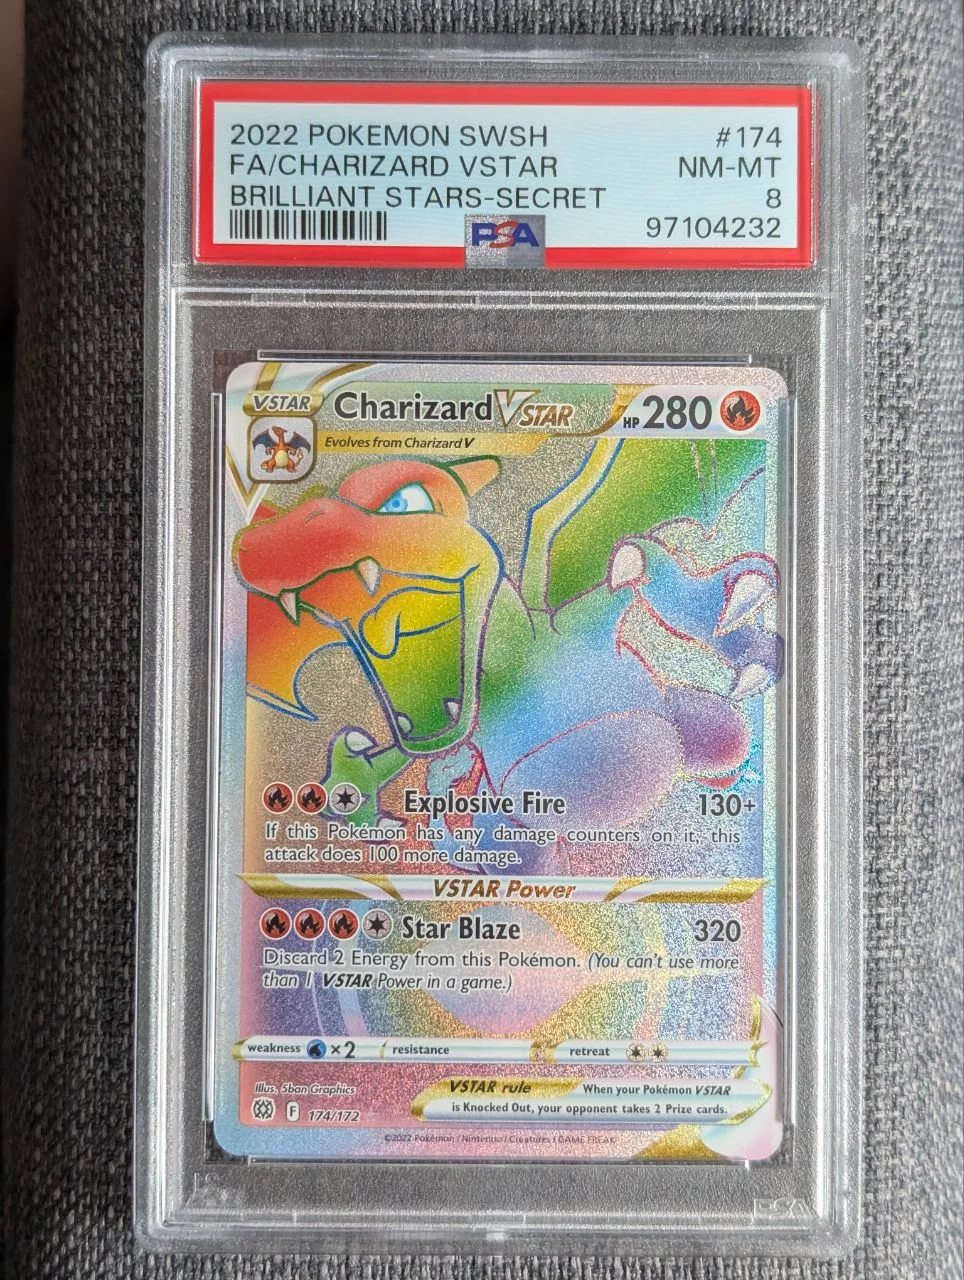 2022 POKEMON SWSH #174
FA/CHARIZARD VSTAR NM-MT
BRILLIANT STARS-SECRET 8
PSA 97104232
VSTAR Charizard VSTAR HP 280
Evolves from Charizard V
Explosive Fire 130+
If this Pokémon has any damage counters on it, this
attack does 100 more damage.
VSTAR Power
Star Blaze 320
Discard 2 Energy from this Pokémon. (You can't use more
than 1 VSTAR Power in a game.)
weakness ×2 resistance retreat
Illus. 5ban Graphics
VSTAR rule When your Pokémon VSTAR
is Knocked Out, your opponent takes 2 Prize cards.
F 174/172
©2022 Pokémon / Nintendo / Creatures / GAME FREAK
PSA